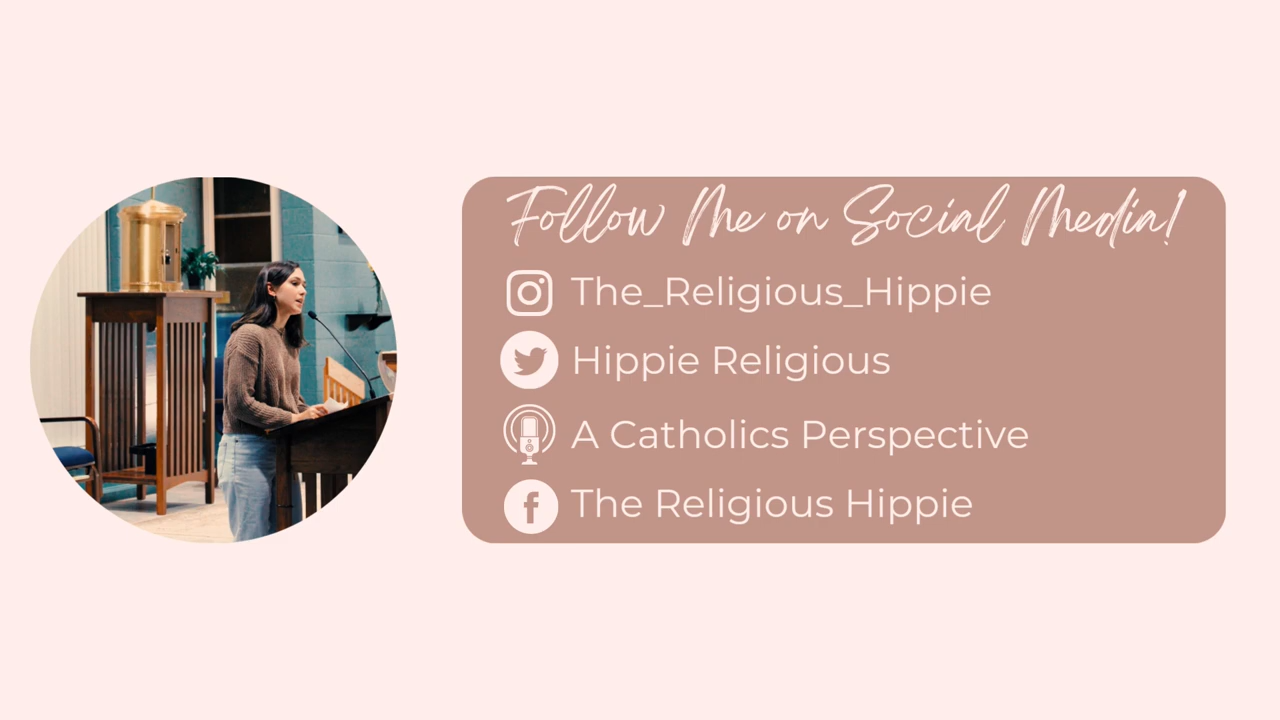 Follow Me on Social Media!
The_Religious_Hippie
Hippie Religious
A Catholics Perspective
The Religious Hippie